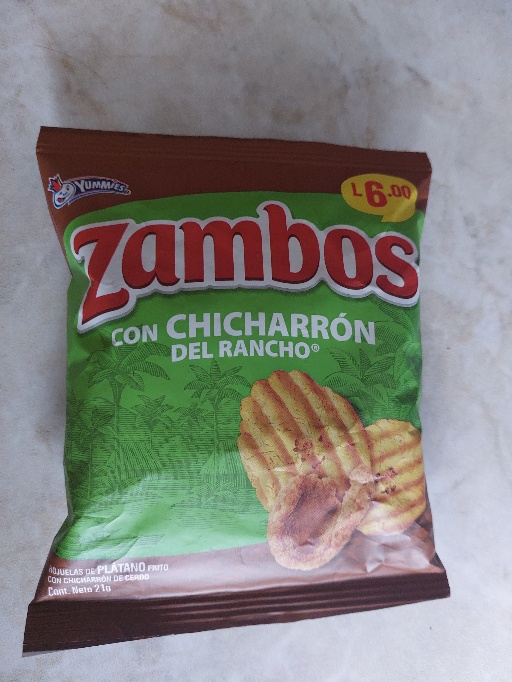 YUMMIES
L 6.00
Zambos
CON CHICHARRÓN
DEL RANCHO®
HOJUELAS DE PLÁTANO FRITO
CON CHICHARRÓN DE CERDO
Cont. Neto 21g